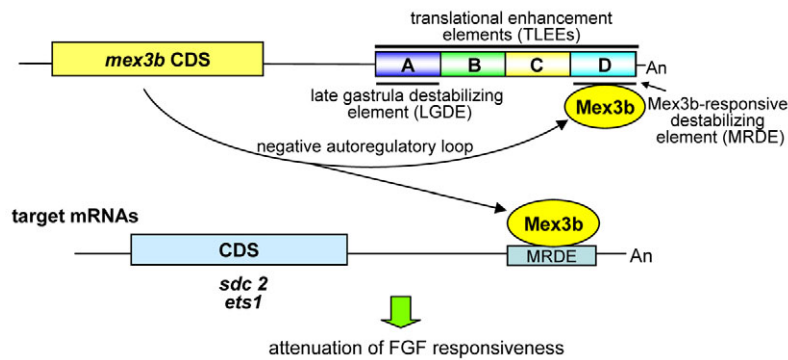 translational enhancement
elements (TLEEs)
mex3b CDS
A B C D
An
late gastrula destabilizing
element (LGDE)
Mex3b
Mex3b-responsive
destabilizing
element (MRDE)
negative autoregulatory loop
target mRNAs
Mex3b
CDS
MRDE
An
sdc 2
ets1
attenuation of FGF responsiveness